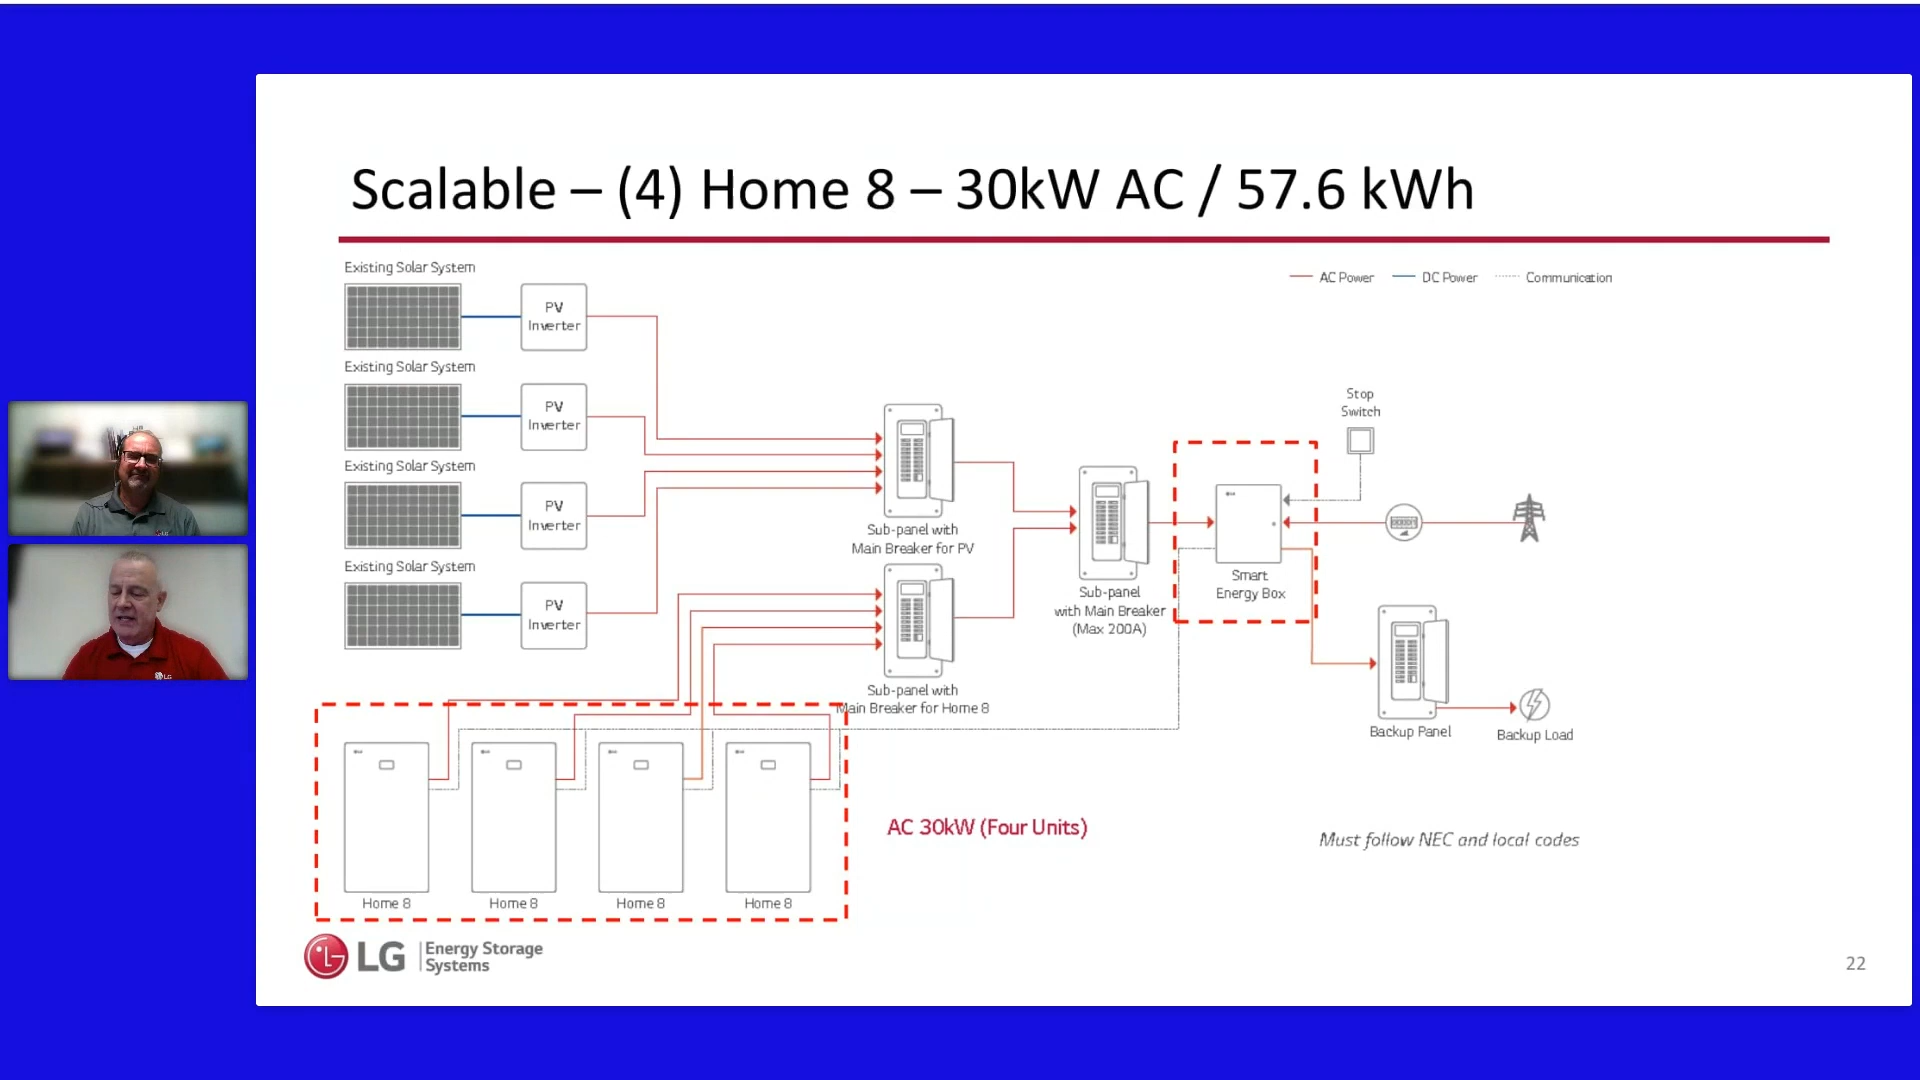 Scalable – (4) Home 8 – 30kW AC / 57.6 kWh
AC Power
DC Power
Communication
Existing Solar System
PV
Inverter
Existing Solar System
PV
Inverter
Existing Solar System
PV
Inverter
Existing Solar System
PV
Inverter
Sub-panel with
Main Breaker for PV
Sub-panel with
Main Breaker for Home 8
Sub-panel
with Main Breaker
(Max 200A)
Stop
Switch
Smart
Energy Box
Backup Panel
Backup Load
Home 8
Home 8
Home 8
Home 8
AC 30kW (Four Units)
Must follow NEC and local codes
LG
Energy Storage
Systems
22
LG